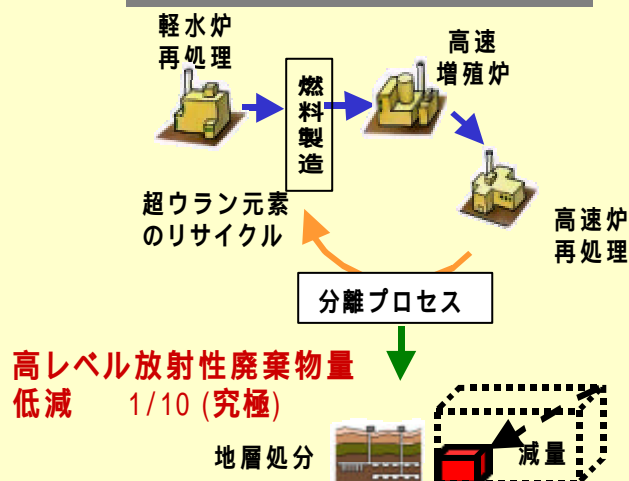 軽水炉
再処理
高速
増殖炉
燃料製造
超ウラン元素
のリサイクル
高速炉
再処理
分離プロセス
高レベル放射性廃棄物量
低減 1/10 (究極)
地層処分
減量